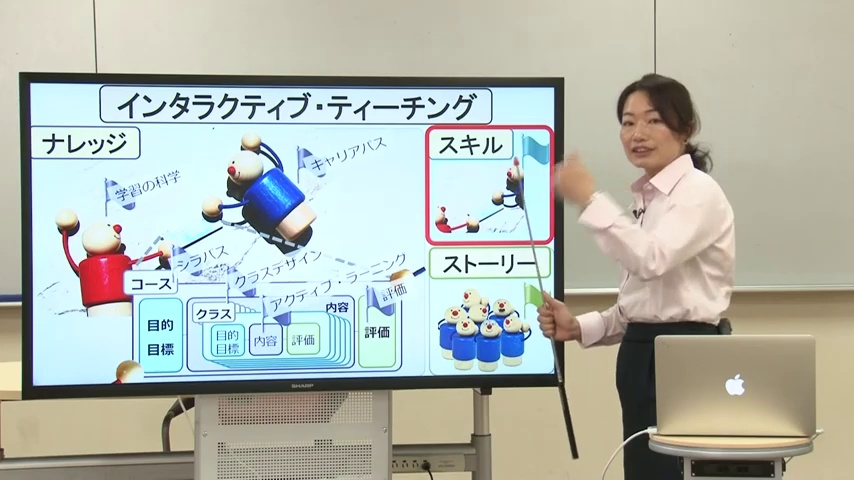 インタラクティブ・ティーチング
ナレッジ
スキル
学習の科学
キャリアパス
シラバス
クラスデザイン
アクティブ・ラーニング
評価
ストーリー
コース
目的
目標
クラス
内容
目的
目標
内容
評価
評価
SHARP